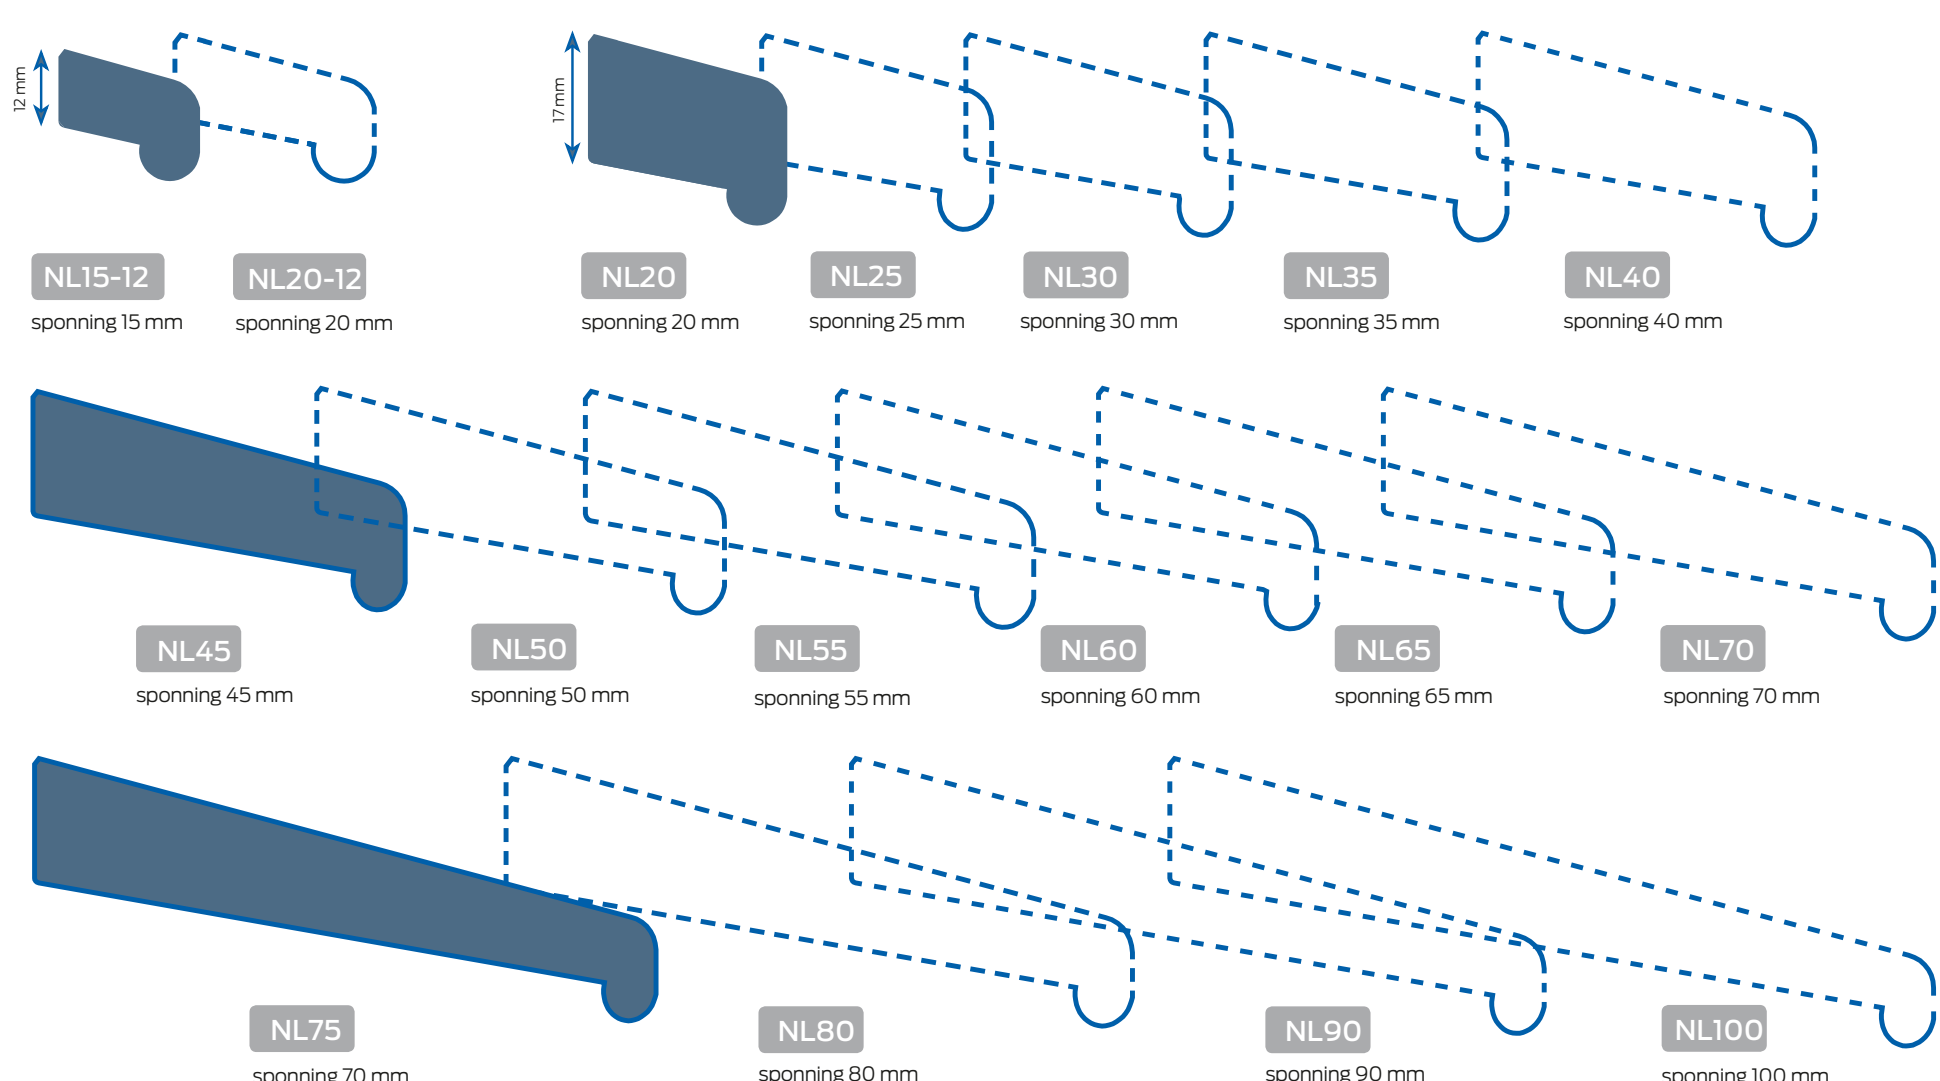 12 mm
17 mm
NL15-12
NL20-12
NL20
NL25
NL30
NL35
NL40
sponning 15 mm
sponning 20 mm
sponning 20 mm
sponning 25 mm
sponning 30 mm
sponning 35 mm
sponning 40 mm
NL45
NL50
NL55
NL60
NL65
NL70
sponning 45 mm
sponning 50 mm
sponning 55 mm
sponning 60 mm
sponning 65 mm
sponning 70 mm
NL75
NL80
NL90
NL100
sponning 70 mm
sponning 80 mm
sponning 90 mm
sponning 100 mm